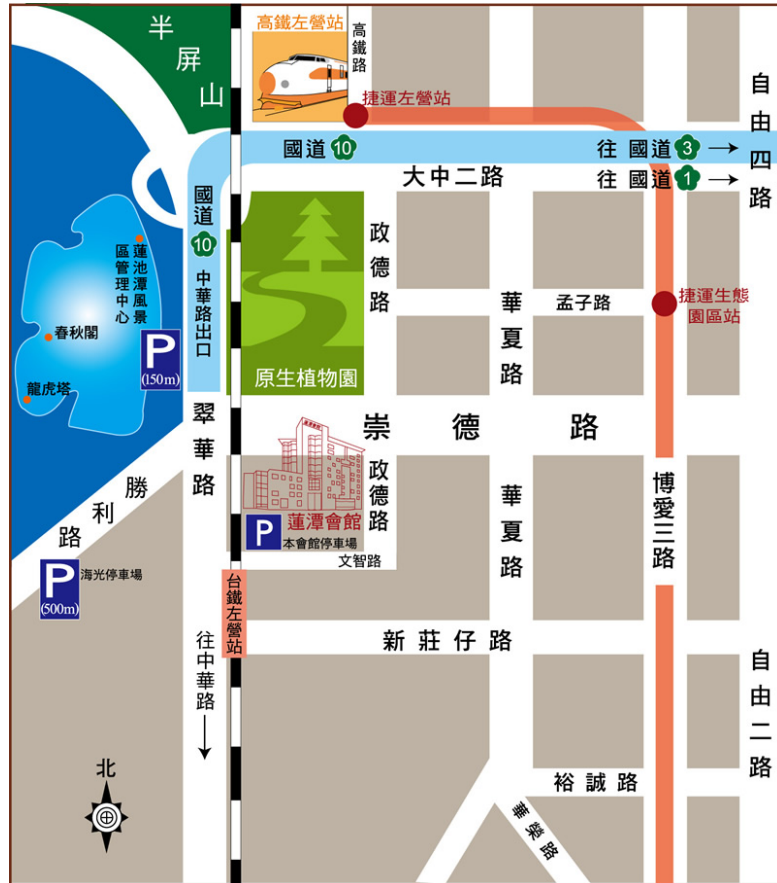 半屏山
高鐵左營站
高鐵路
捷運左營站
自由四路
國道 10
往 國道 3
大中二路
往 國道 1
國道 10 中華路出口
政德路
蓮池潭風景
區管理中心
華夏路
孟子路
捷運生態
園區站
春秋閣
P
(150m)
龍虎塔
原生植物園
翠華路
崇德路
勝利路
政德路
華夏路
博愛三路
蓮潭會館
P
本會館停車場
文智路
P
(500m)
海光停車場
台鐵左營站
新莊仔路
往中華路
自由二路
北
裕誠路
華榮路